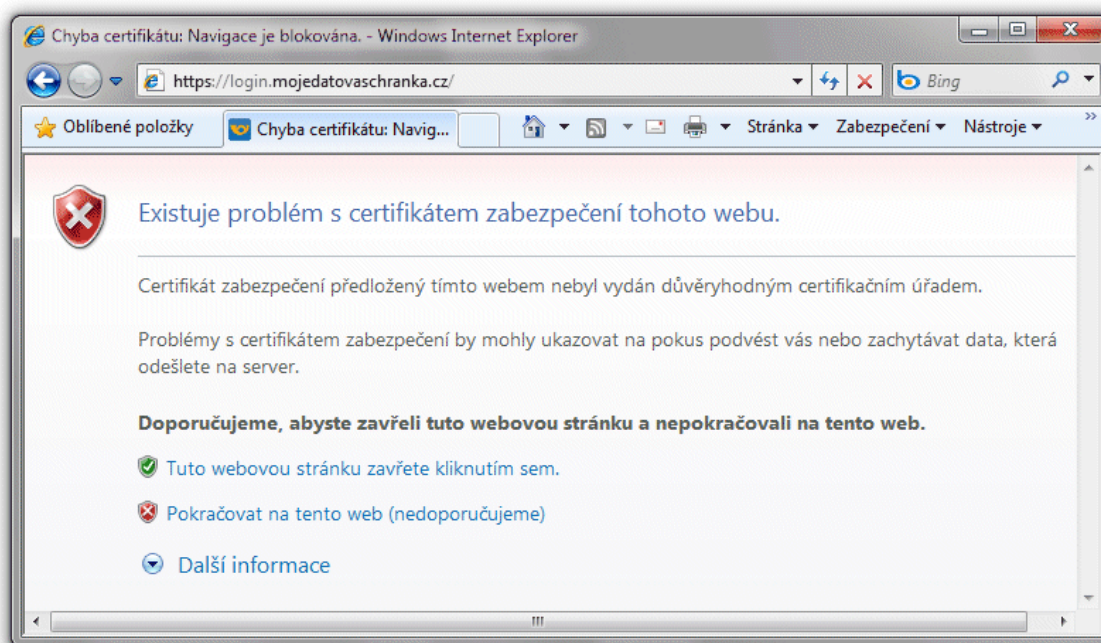 Chyba certifikátu: Navigace je blokována. - Windows Internet Explorer
https://login.mojedatovaschranka.cz/
Bing
Oblíbené položky
Chyba certifikátu: Navig...
Stránka
Zabezpečení
Nástroje
»
Existuje problém s certifikátem zabezpečení tohoto webu.
Certifikát zabezpečení předložený tímto webem nebyl vydán důvěryhodným certifikačním úřadem.
Problémy s certifikátem zabezpečení by mohly ukazovat na pokus podvést vás nebo zachytávat data, která
odešlete na server.
Doporučujeme, abyste zavřeli tuto webovou stránku a nepokračovali na tento web.
Tuto webovou stránku zavřete kliknutím sem.
Pokračovat na tento web (nedoporučujeme)
Další informace